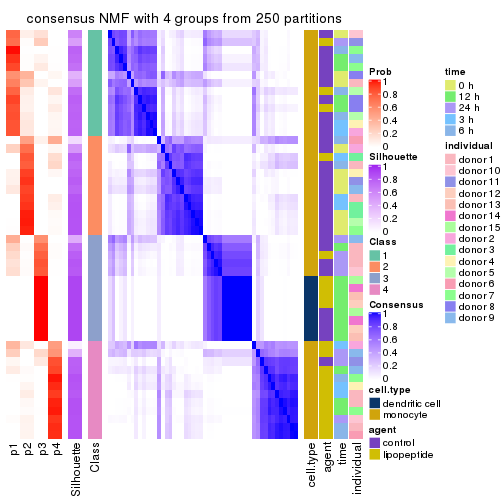 consensus NMF with 4 groups from 250 partitions
p1
p2
p3
p4
Silhouette
Class
cell.type
agent
time
individual
Prob
1
0.8
0.6
0.4
0.2
0
Silhouette
1
0.8
0.6
0.4
0.2
0
Class
1
2
3
4
Consensus
1
0.8
0.6
0.4
0.2
0
cell.type
dendritic cell
monocyte
agent
control
lipopeptide
time
0 h
12 h
24 h
3 h
6 h
individual
donor 1
donor 10
donor 11
donor 12
donor 13
donor 14
donor 15
donor 2
donor 3
donor 4
donor 5
donor 6
donor 7
donor 8
donor 9